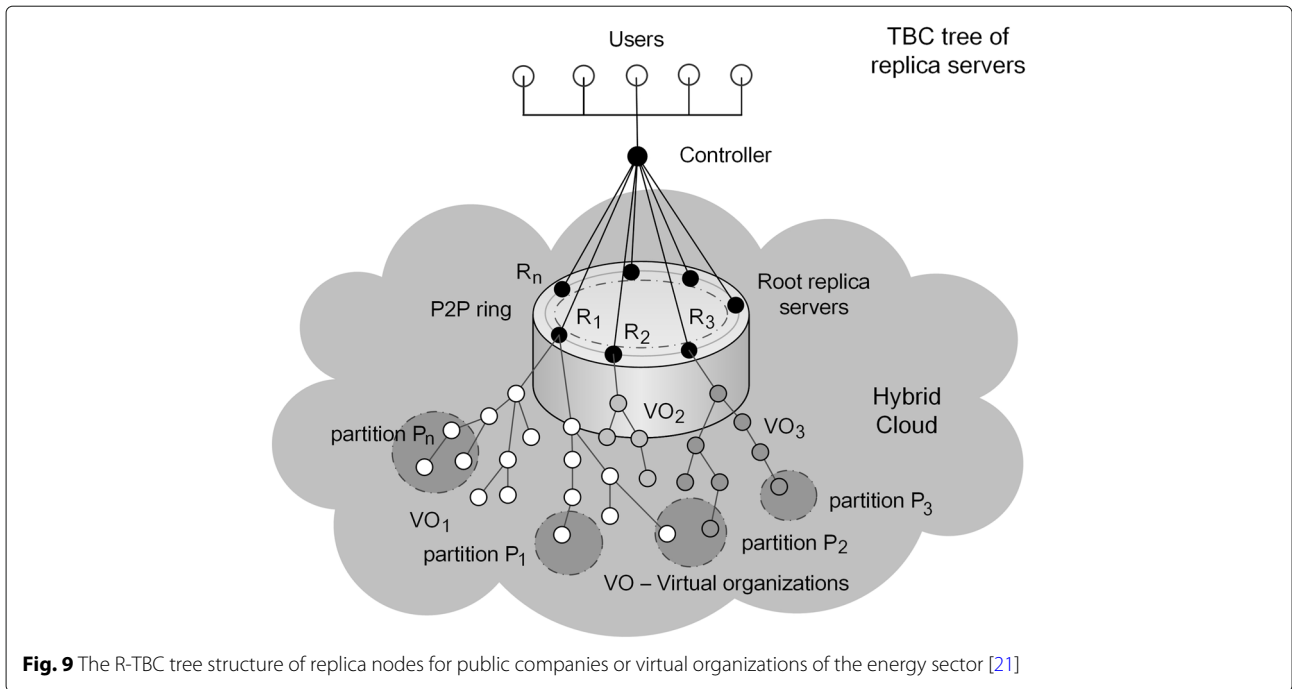 Users
TBC tree of
replica servers
Controller
Rn
Root replica
servers
P2P ring
R1
R2
R3
Hybrid
Cloud
VO2
VO3
partition Pn
partition P3
VO1
partition P1
partition P2
VO – Virtual organizations
Fig. 9 The R-TBC tree structure of replica nodes for public companies or virtual organizations of the energy sector [21]